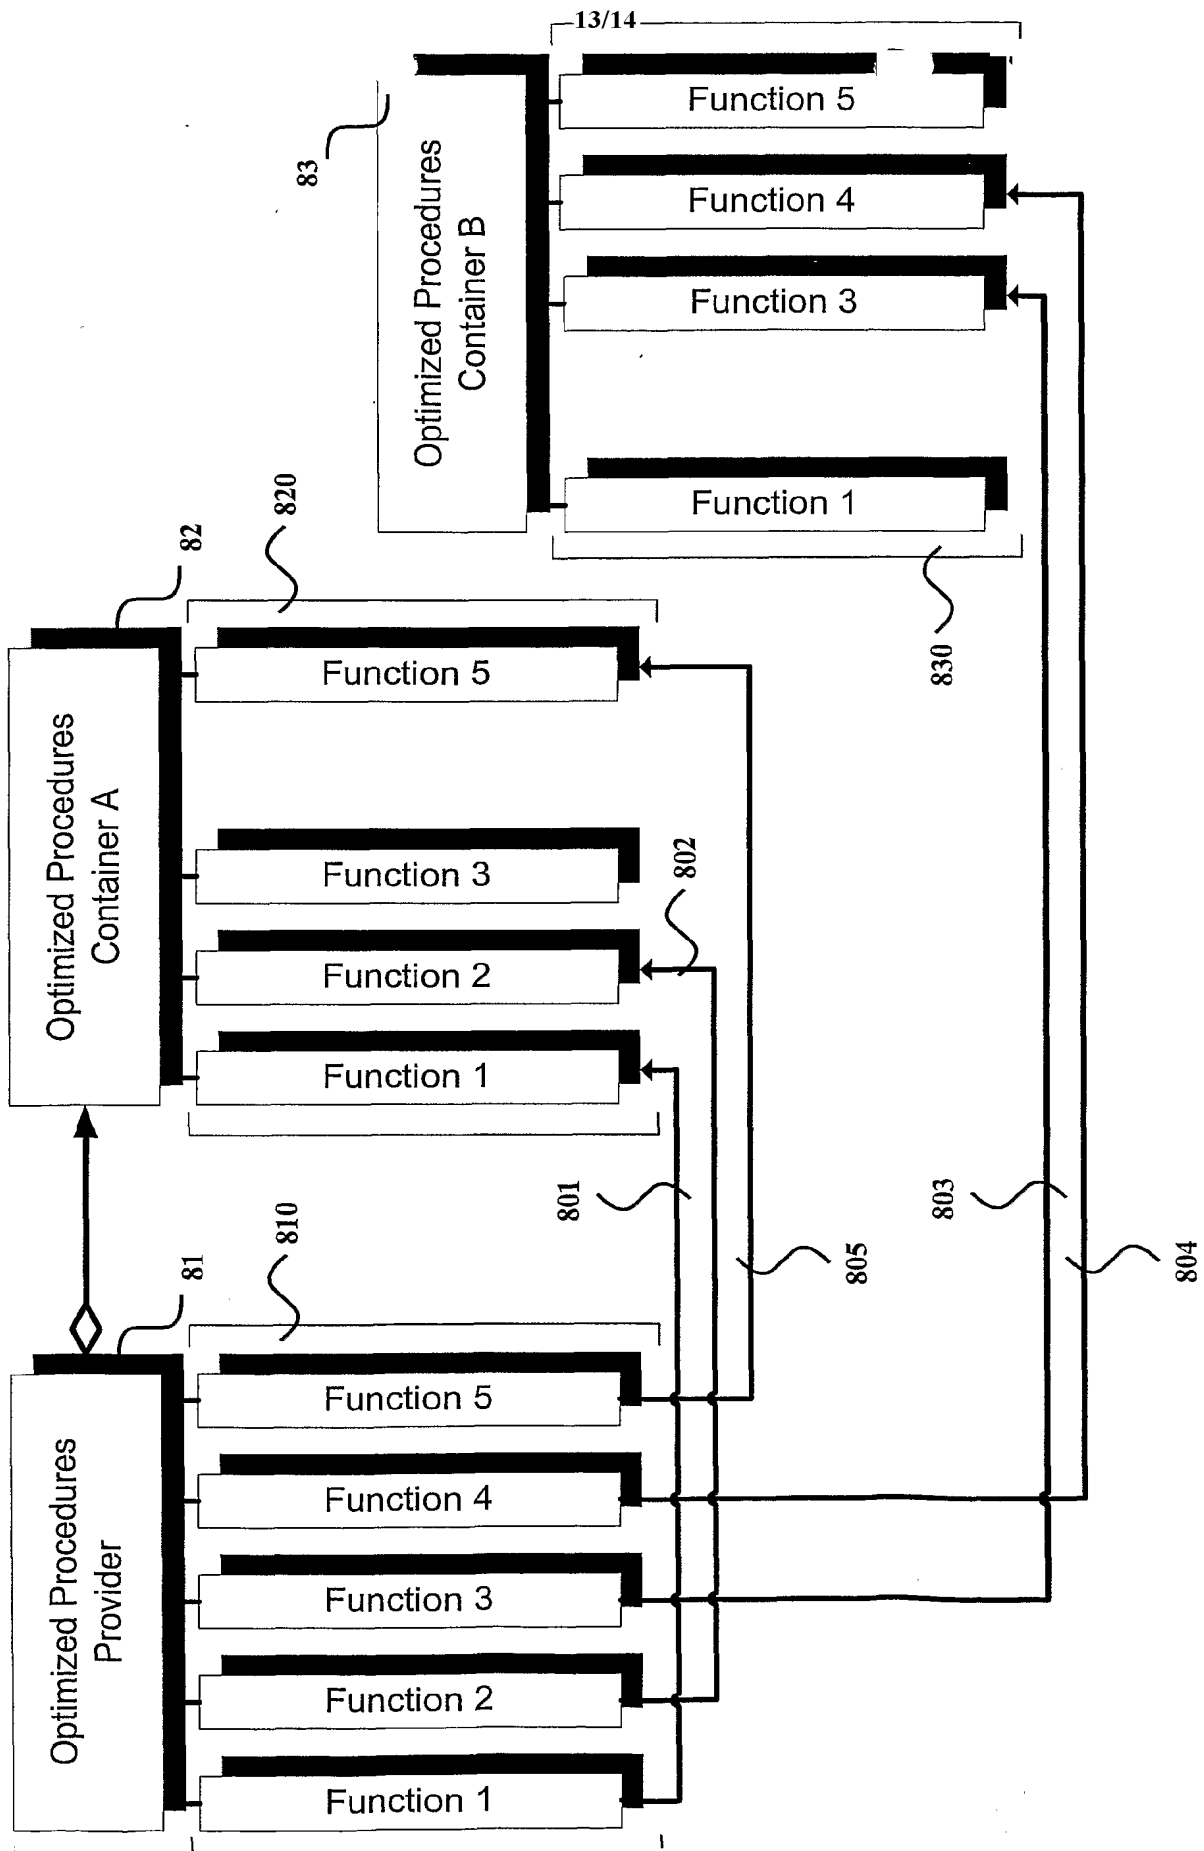 13/14
83
Optimized Procedures
Container B
Function 5
Function 4
Function 3
Function 1
830
82
820
Optimized Procedures
Container A
Function 5
Function 3
Function 2
Function 1
802
801
805
803
804
81
810
Optimized Procedures
Provider
Function 5
Function 4
Function 3
Function 2
Function 1